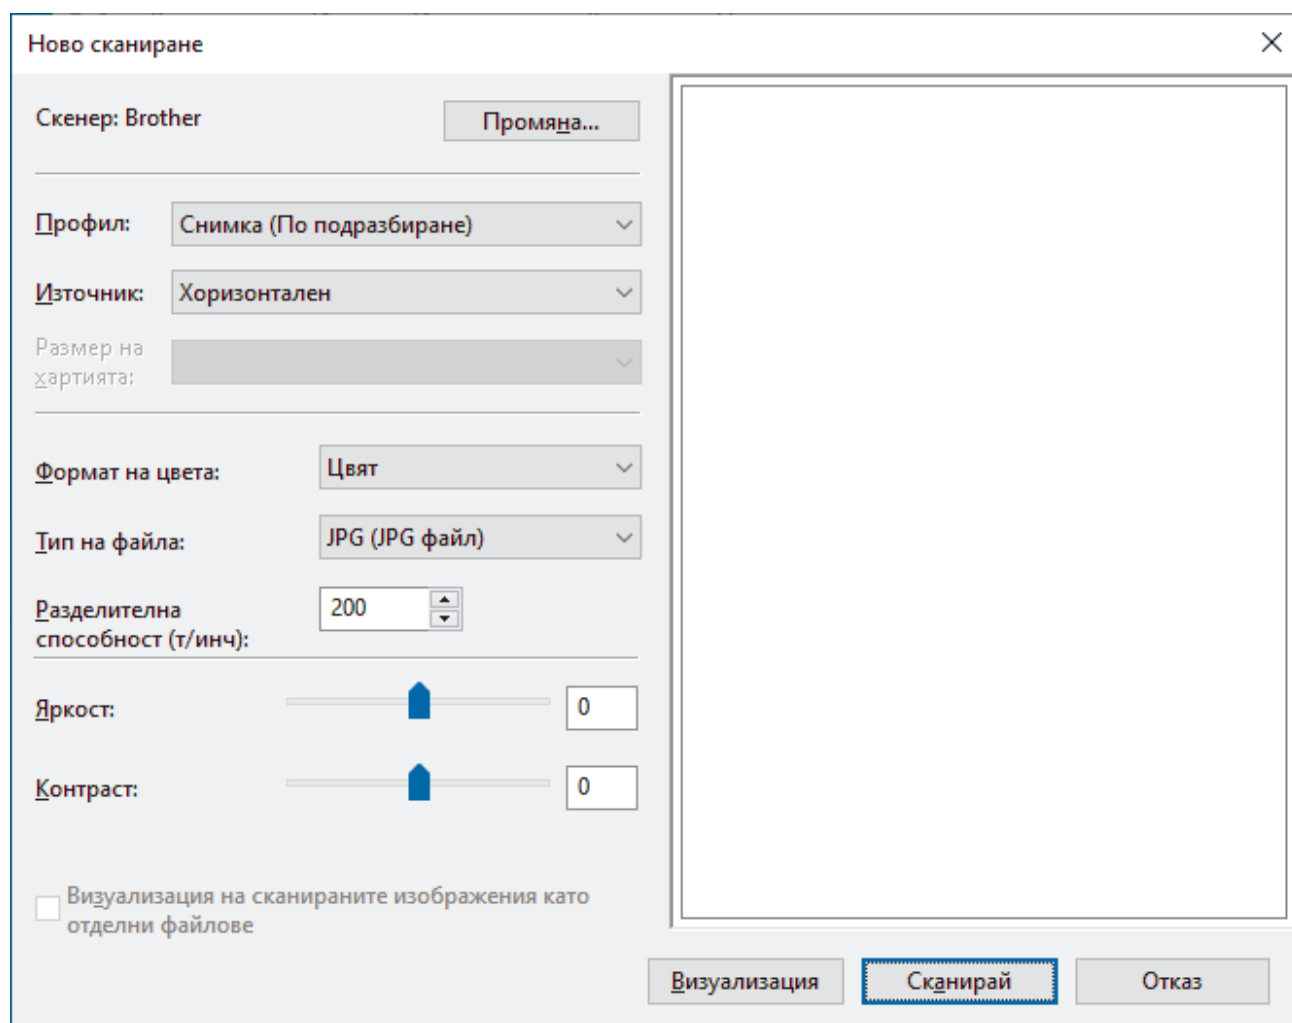 Ново сканиране
Скенер: Brother
Промяна...
Профил:
Снимка (По подразбиране)
Източник:
Хоризонтален
Размер на
хартията:
Формат на цвета:
Цвят
Тип на файла:
JPG (JPG файл)
Разделителна
способност (т/инч):
200
Яркост:
0
Контраст:
0
Визуализация на сканираните изображения като
отделни файлове
Визуализация
Сканирай
Отказ